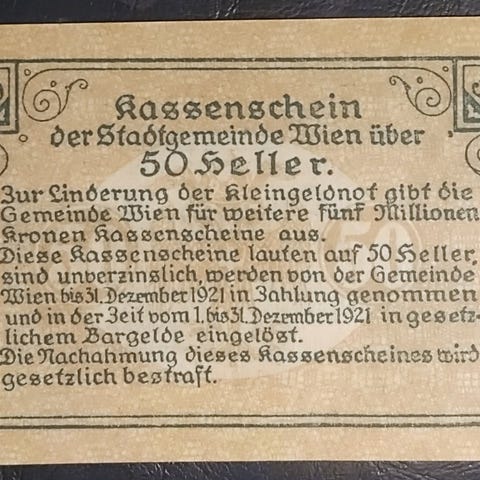 Kassenschein
der Stadtgemeinde Wien über
50 Heller.
Zur Linderung der Kleingeldnot gibt die
Gemeinde Wien für weitere fünf Millionen
Kronen Kassenscheine aus.
Diese Kassenscheine lauten auf 50 Heller,
sind unverzinslich, werden von der Gemeinde
Wien bis 31. Dezember 1921 in Zahlung genommen
und in der Zeit vom 1. bis 31. Dezember 1921 in gesetz-
lichem Bargelde eingelöst.
Die Nachahmung dieses Kassenscheines wird
gesetzlich bestraft.
50